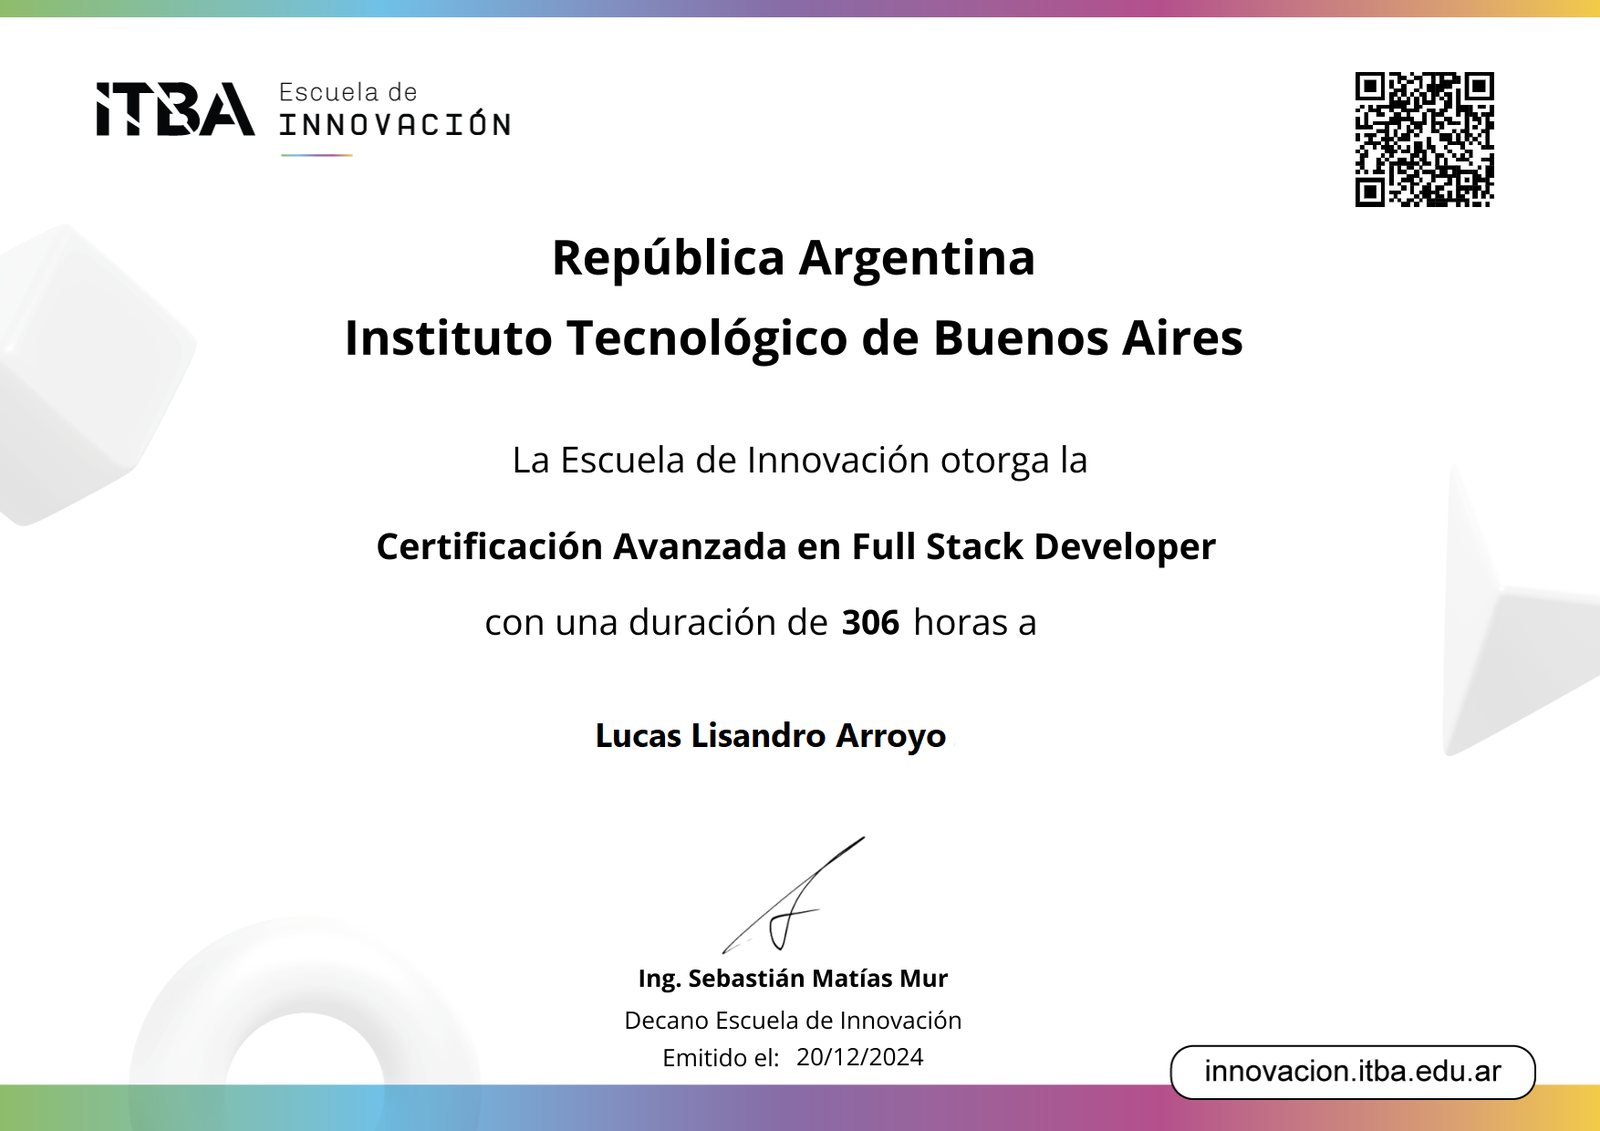 ITBA
Escuela de
INNOVACIÓN
República Argentina
Instituto Tecnológico de Buenos Aires
La Escuela de Innovación otorga la
Certificación Avanzada en Full Stack Developer
con una duración de 306 horas a
Lucas Lisandro Arroyo
Ing. Sebastián Matías Mur
Decano Escuela de Innovación
Emitido el: 20/12/2024
innovacion.itba.edu.ar